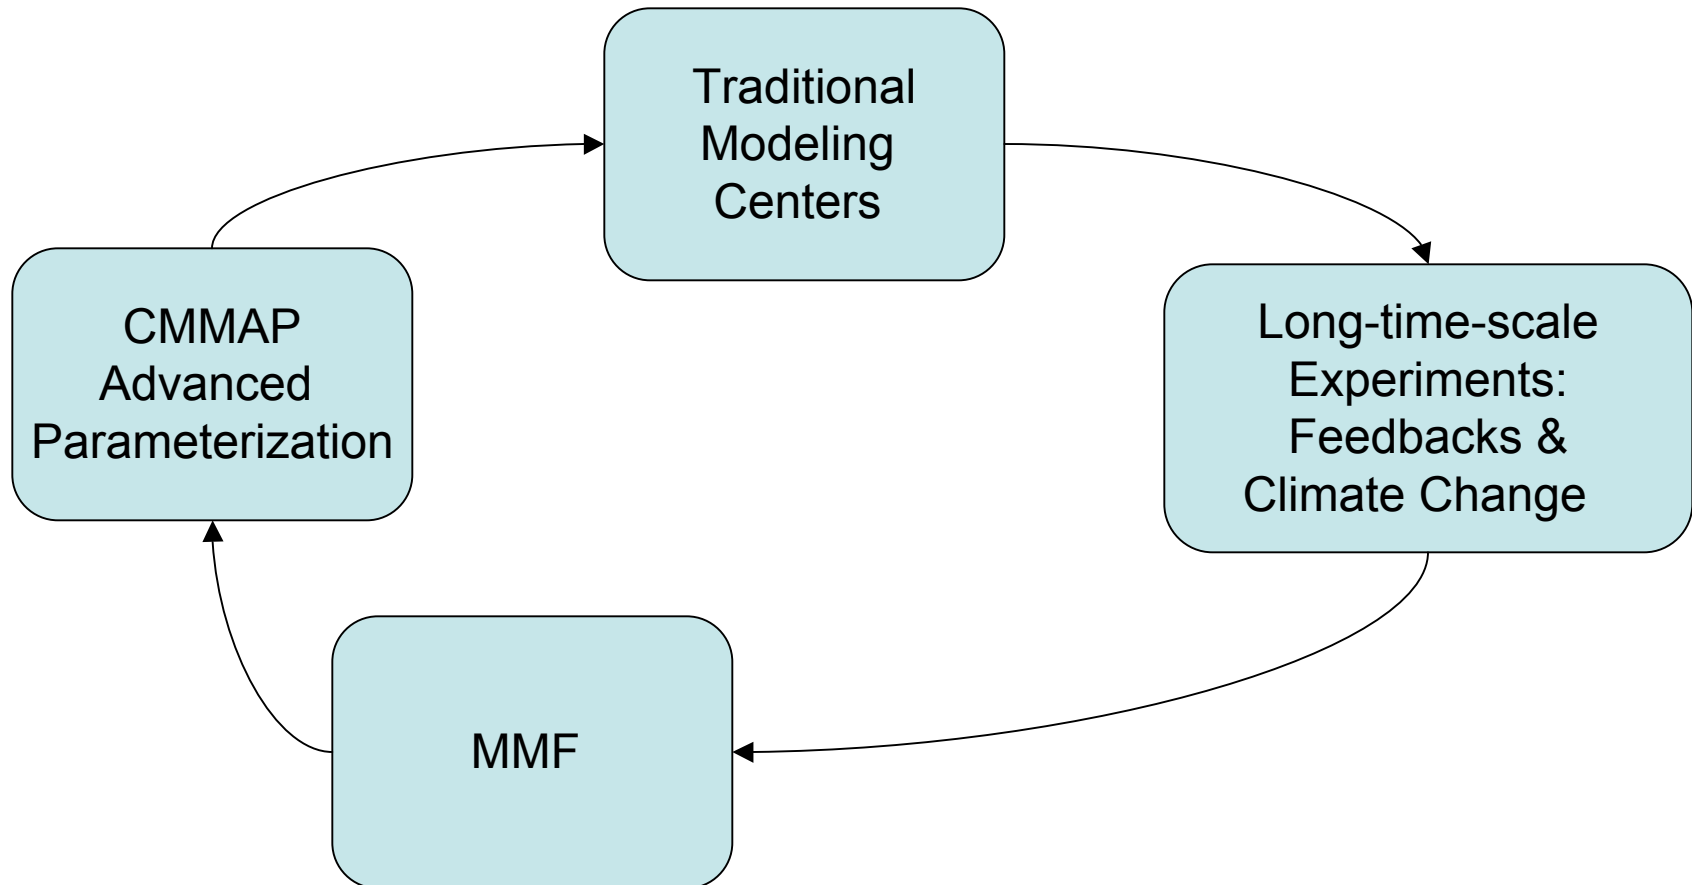 Traditional
Modeling
Centers
CMMAP
Advanced
Parameterization
Long-time-scale
Experiments:
Feedbacks &
Climate Change
MMF